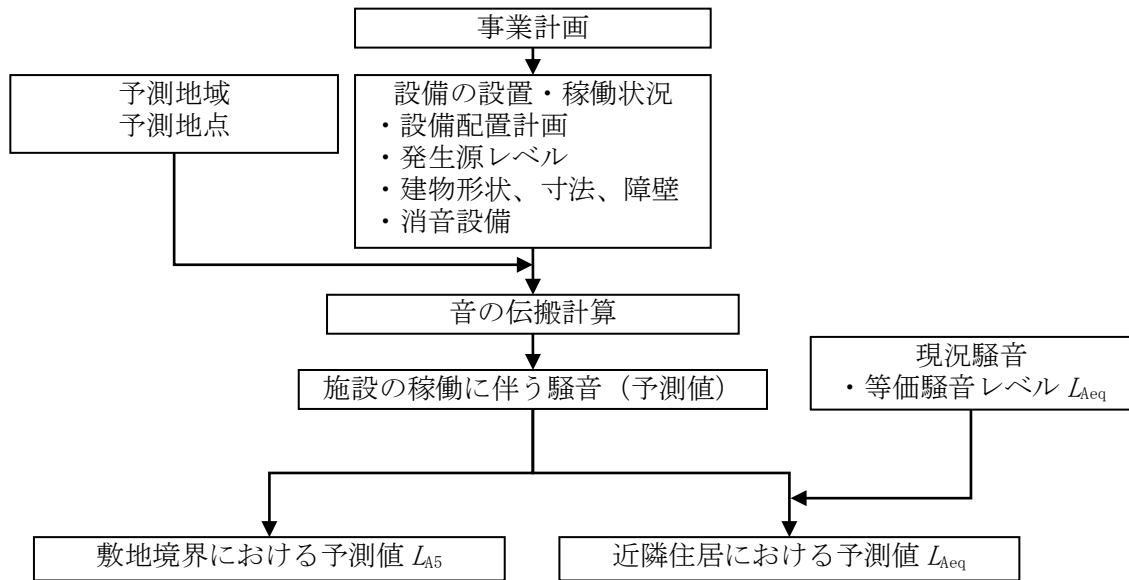 事業計画
予測地域
予測地点
設備の設置・稼働状況
・設備配置計画
・発生源レベル
・建物形状、寸法、障壁
・消音設備
音の伝搬計算
施設の稼働に伴う騒音（予測値）
現況騒音
・等価騒音レベル LAeq
敷地境界における予測値 LA5
近隣住居における予測値 LAeq